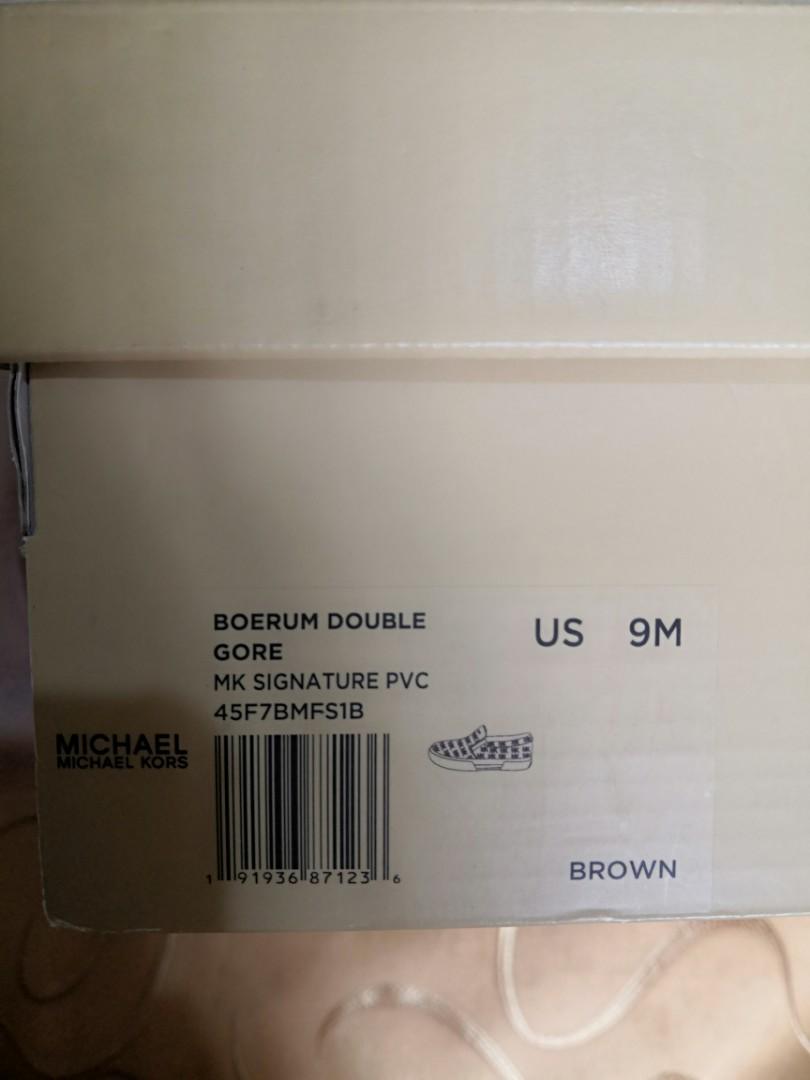 BOERUM DOUBLE
GORE
MK SIGNATURE PVC
45F7BMFS1B
US 9M
MICHAEL
MICHAEL KORS
1 91936 87123 6
BROWN